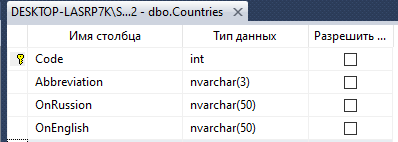 DESKTOP-LASRP7K\S...2 - dbo.Countries
Имя столбца Тип данных Разрешить ...
Code int
Abbreviation nvarchar(3)
OnRussion nvarchar(50)
OnEnglish nvarchar(50)